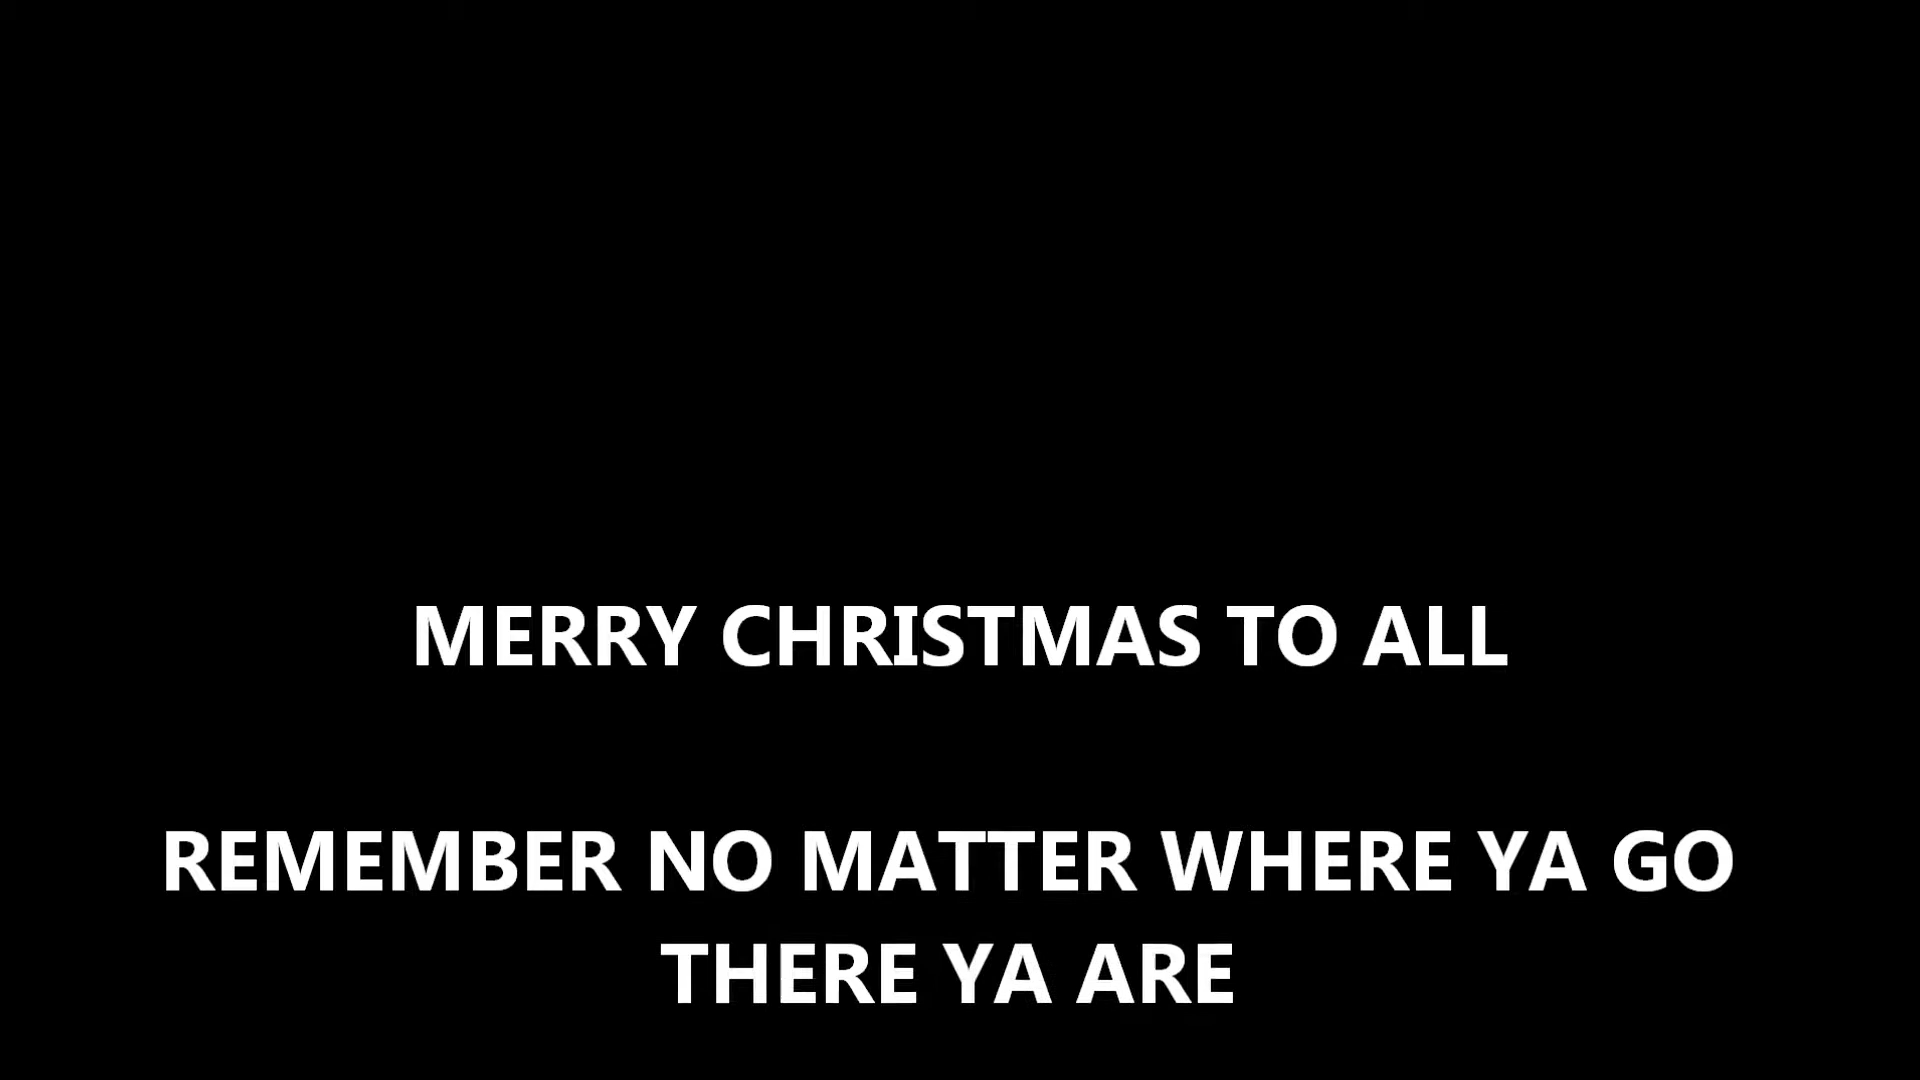 MERRY CHRISTMAS TO ALL
REMEMBER NO MATTER WHERE YA GO
THERE YA ARE